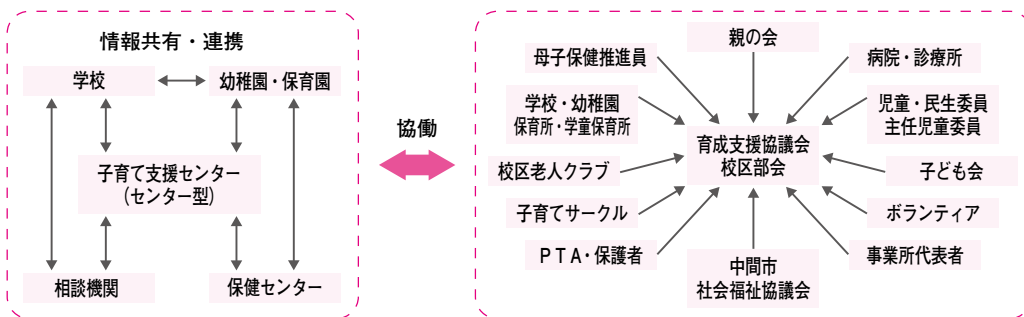 情報共有・連携
学校
幼稚園・保育園
子育て支援センター
（センター型）
相談機関
保健センター
協働
親の会
母子保健推進員
病院・診療所
学校・幼稚園
保育所・学童保育所
児童・民生委員
主任児童委員
育成支援協議会
校区部会
校区老人クラブ
子ども会
子育てサークル
ボランティア
ＰＴＡ・保護者
事業所代表者
中間市
社会福祉協議会